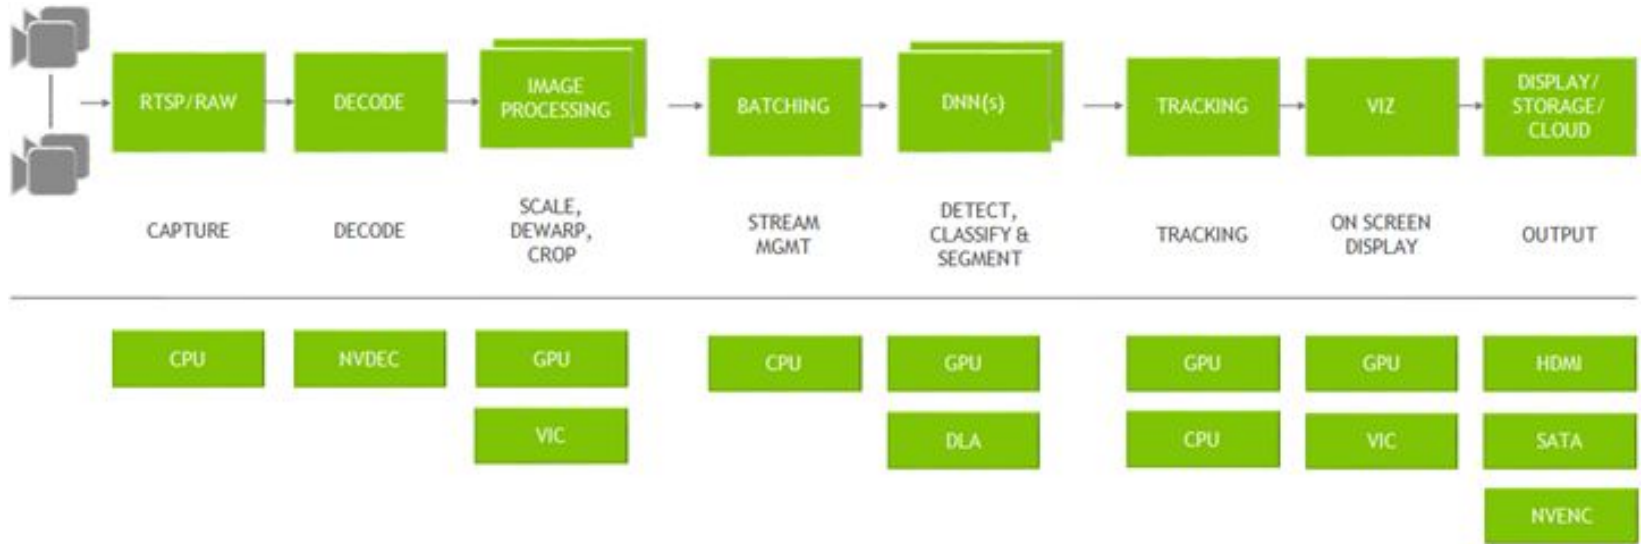 RTSP/RAW
DECODE
IMAGE
PROCESSING
BATCHING
DNN(s)
TRACKING
VIZ
DISPLAY/
STORAGE/
CLOUD
CAPTURE
DECODE
SCALE,
DEWARP,
CROP
STREAM
MGMT
DETECT,
CLASSIFY &
SEGMENT
TRACKING
ON SCREEN
DISPLAY
OUTPUT
CPU
NVDEC
GPU
CPU
GPU
GPU
GPU
HDMI
VIC
DLA
CPU
VIC
SATA
NVENC